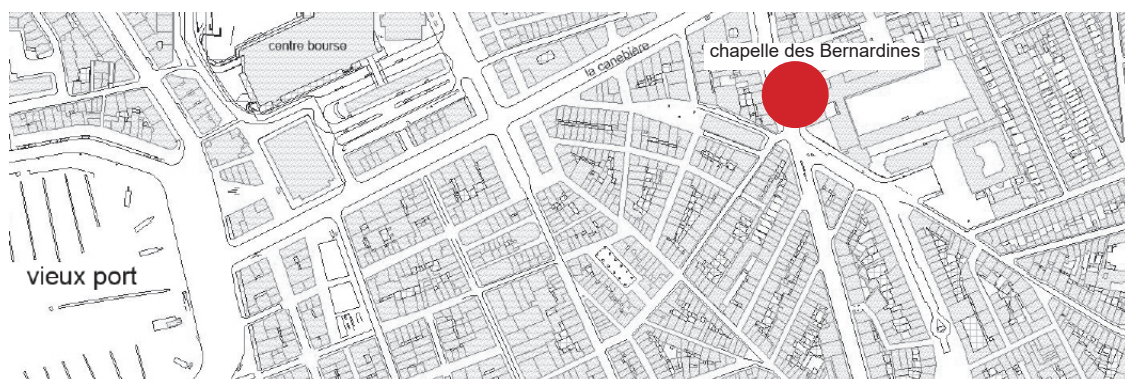 centre bourse
chapelle des Bernardines
la canebière
vieux port